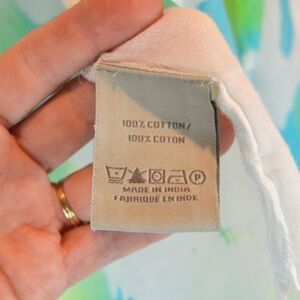 100% COTTON/
100% COTON
P
MADE IN INDIA
FABRIQUÉ EN INDE